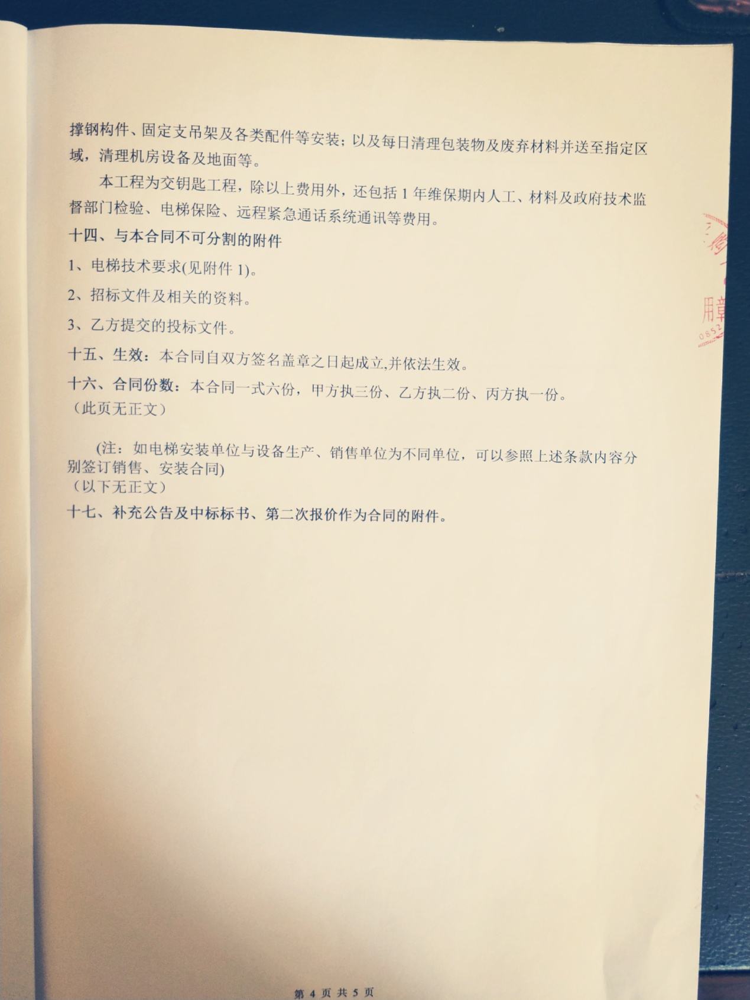 撑钢构件、固定支吊架及各类配件等安装；以及每日清理包装物及废弃材料并送至指定区
域，清理机房设备及地面等。
本工程为交钥匙工程，除以上费用外，还包括 1 年维保期内人工、材料及政府技术监
督部门检验、电梯保险、远程紧急通话系统通讯等费用。
十四、与本合同不可分割的附件
1、电梯技术要求(见附件 1)。
2、招标文件及相关的资料。
3、乙方提交的投标文件。
十五、生效：本合同自双方签名盖章之日起成立,并依法生效。
十六、合同份数：本合同一式六份，甲方执三份、乙方执二份、丙方执一份。
（此页无正文）
(注：如电梯安装单位与设备生产、销售单位为不同单位，可以参照上述条款内容分
别签订销售、安装合同)
（以下无正文）
十七、补充公告及中标标书、第二次报价作为合同的附件。
用章
0852
第 4 页 共 5 页